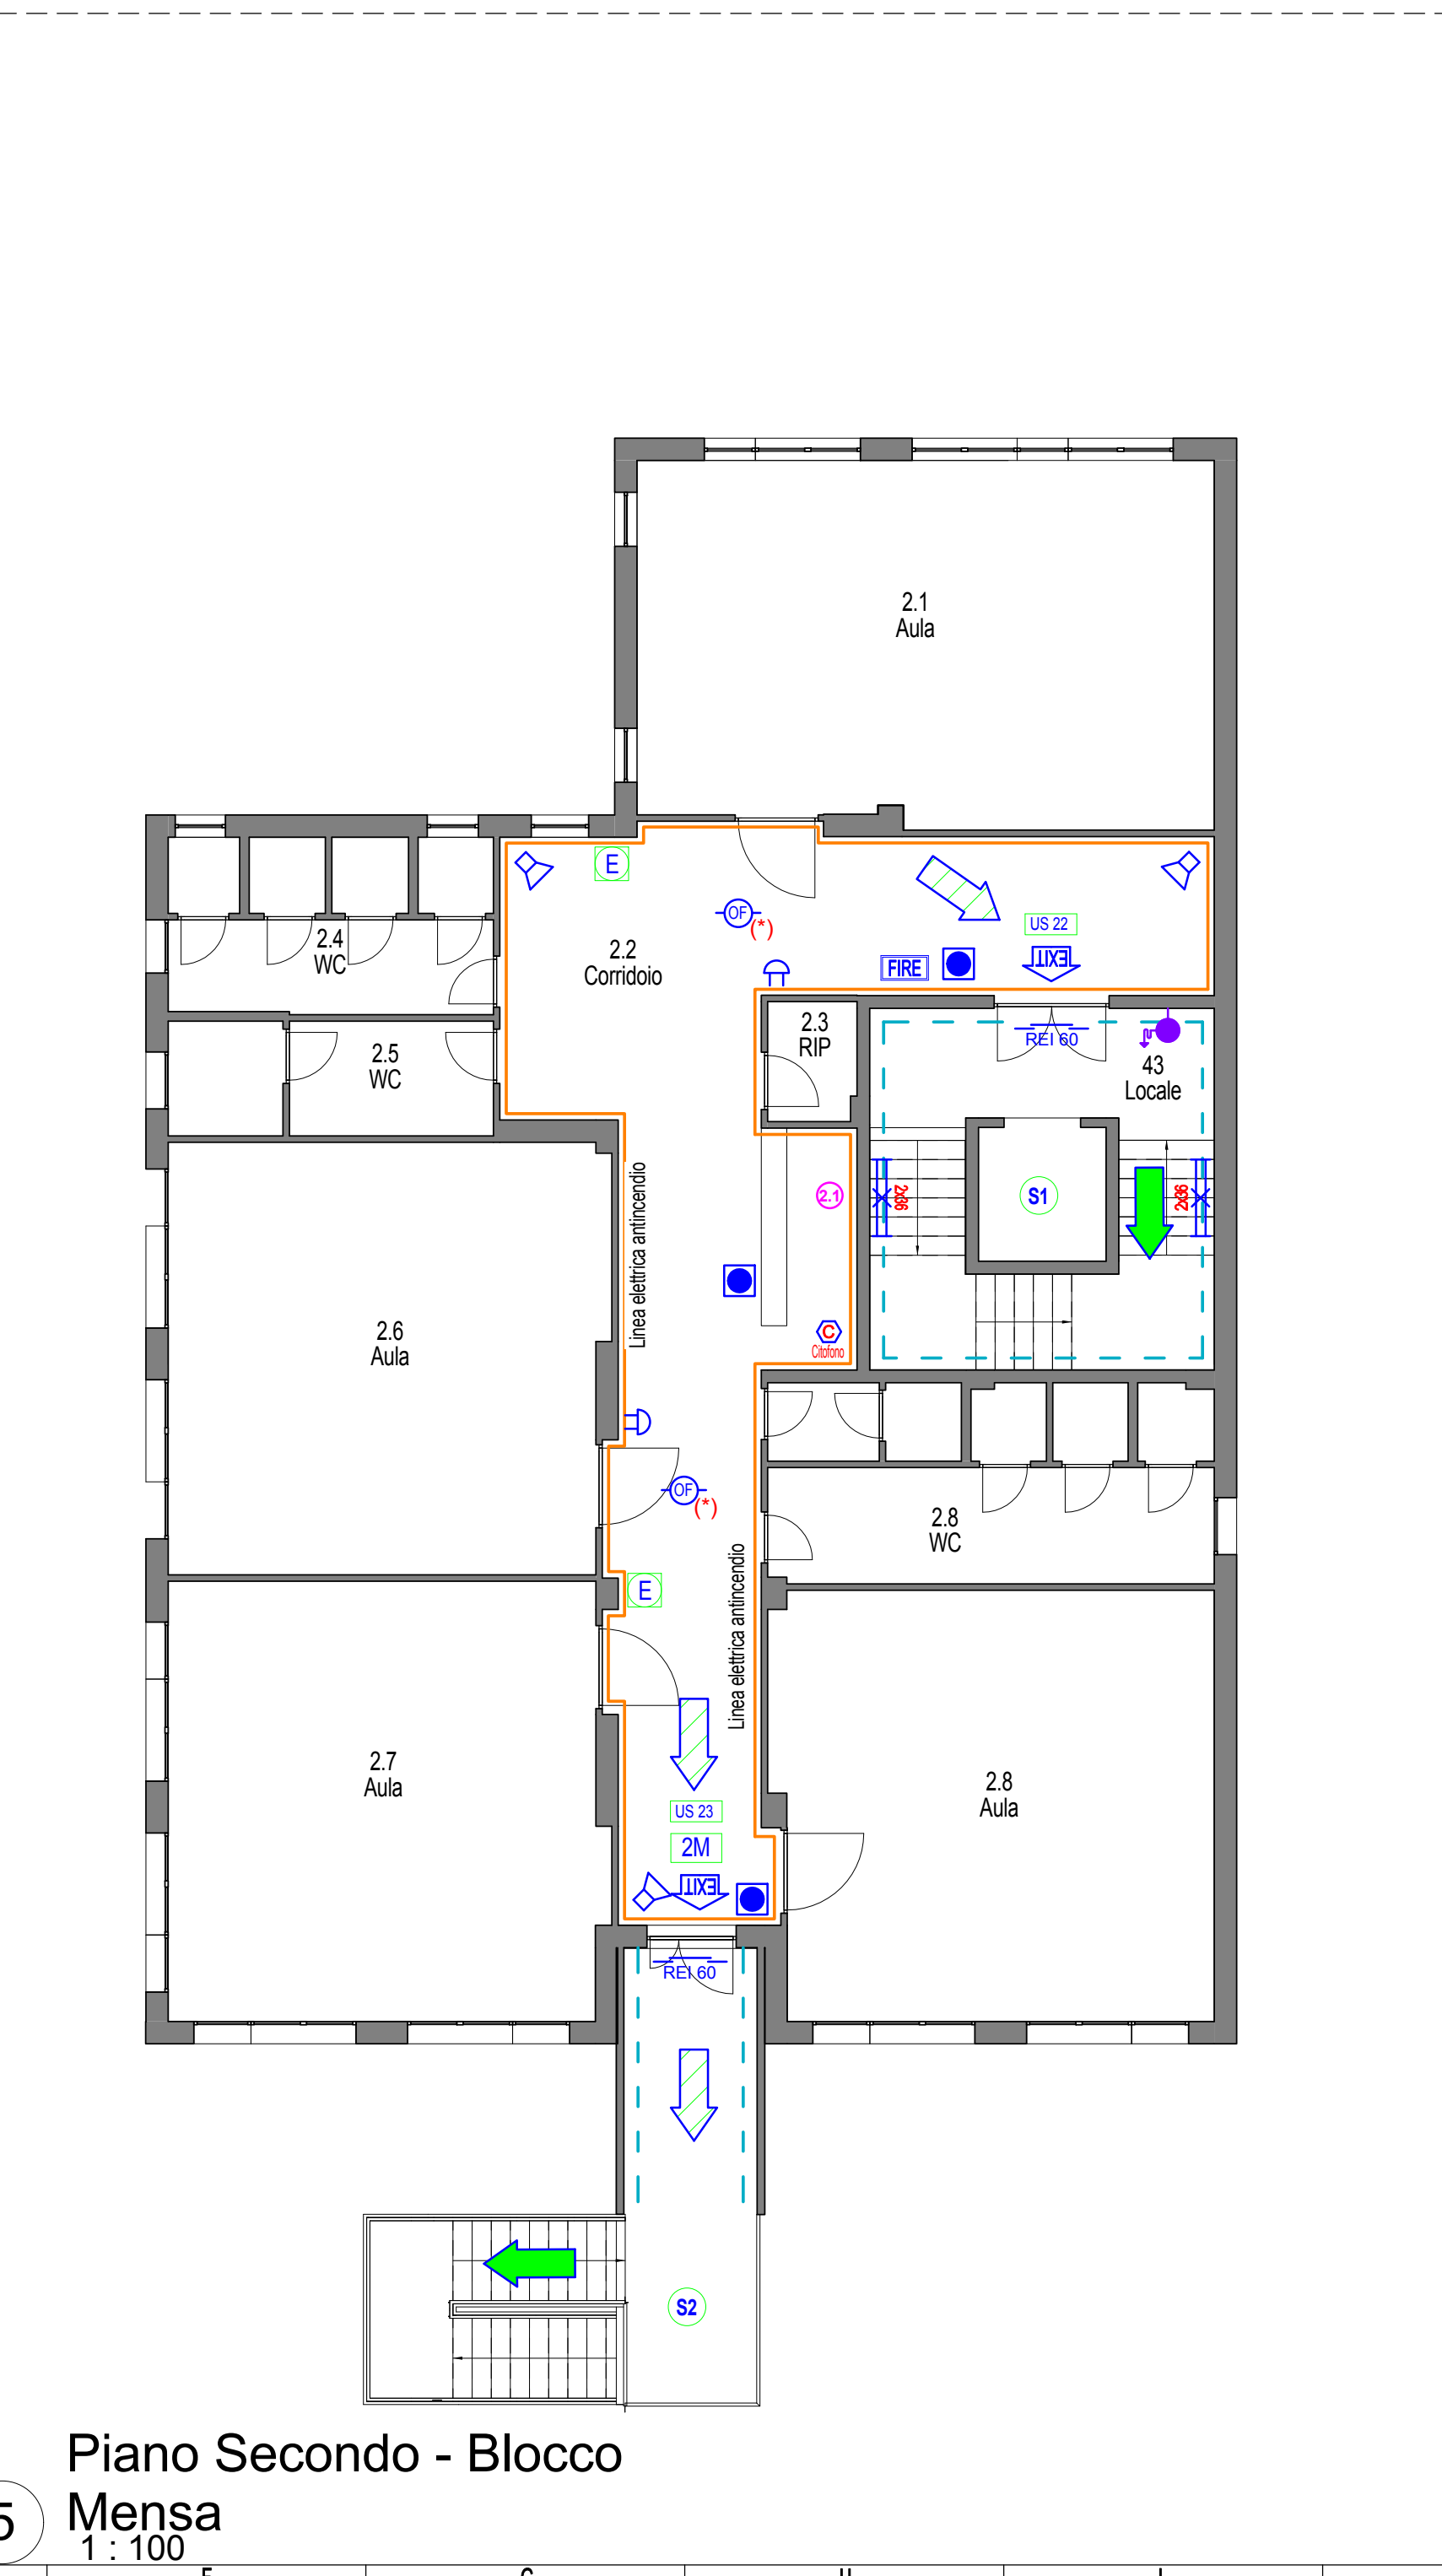 2.1
Aula
E
OF
(*)
US 22
2.2
Corridoio
FIRE
EXIT
2.4
WC
2.3
RIP
REI 60
2.5
WC
43
Locale
Linea elettrica antincendio
2.1
2x36
S1
2x36
2.6
Aula
C
Citofono
OF
(*)
2.8
WC
E
Linea elettrica antincendio
2.7
Aula
2.8
Aula
US 23
2M
EXIT
REI 60
S2
Piano Secondo - Blocco
Mensa
1 : 100